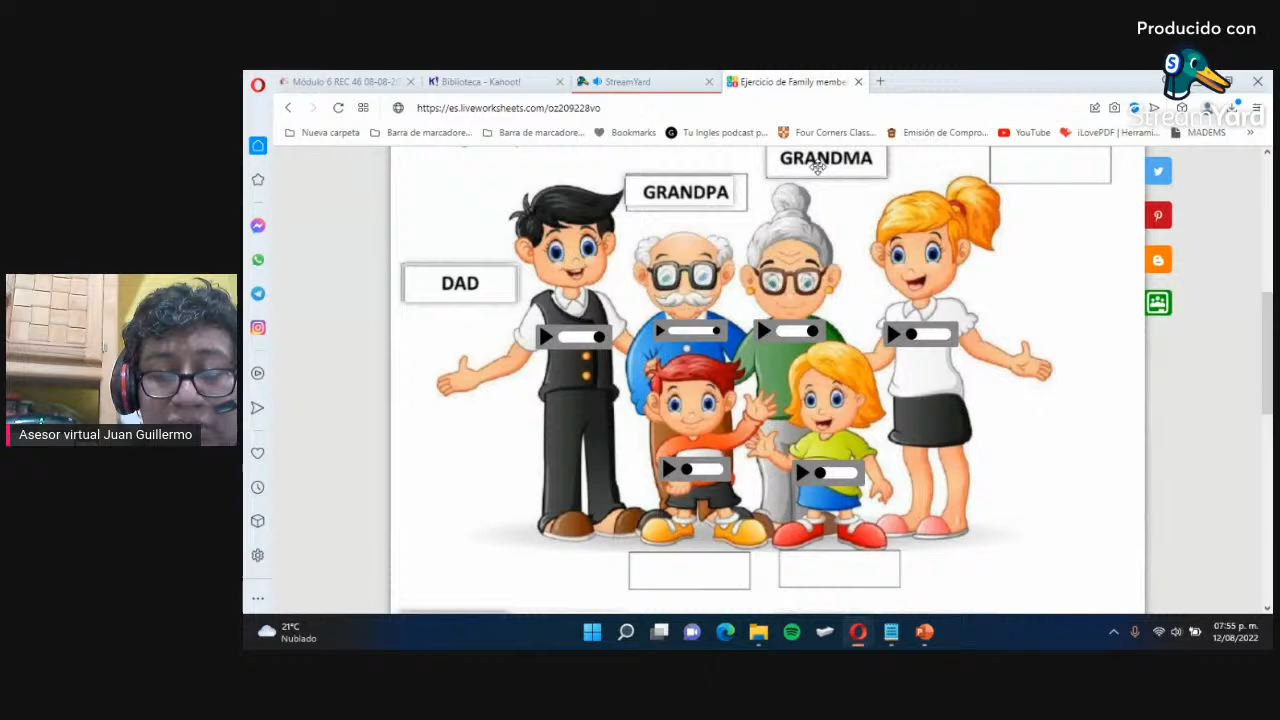 Producido con
StreamYard
Módulo 6 REC 46 08-08-2
Biblioteca - Kahoot!
StreamYard
Ejercicio de Family membe
https://es.liveworksheets.com/oz209228vo
Nueva carpeta
Barra de marcadore...
Barra de marcadore...
Bookmarks
Tu Ingles podcast p...
Four Corners Class...
Emisión de Compro...
YouTube
iLovePDF | Herrami...
MADEMS
GRANDMA
GRANDPA
DAD
Asesor virtual Juan Guillermo
21°C
Nublado
07:55 p. m.
12/08/2022